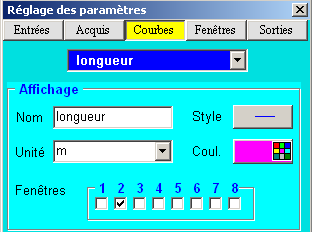 Réglage des paramètres
Entrées Acquis Courbes Fenêtres Sorties
longueur
Affichage
Nom longueur Style
Unité m Coul.
Fenêtres 1 2 3 4 5 6 7 8